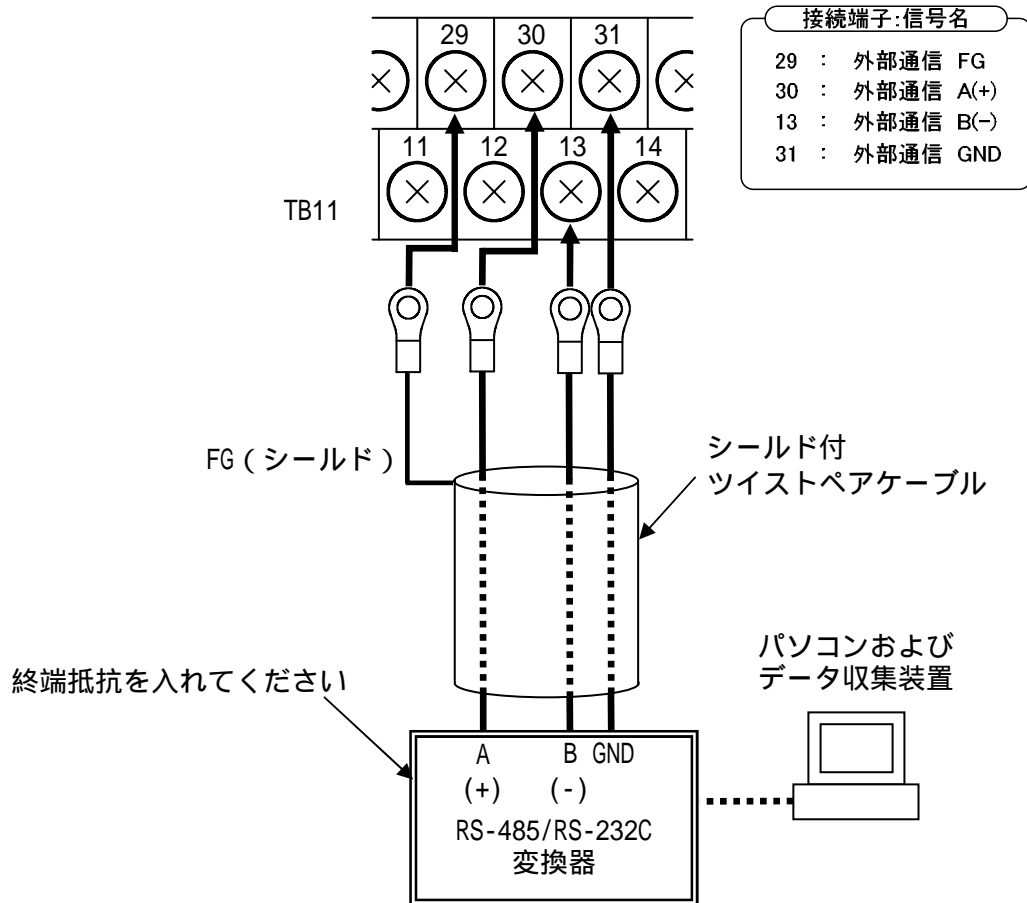 29 30 31
11 12 13 14
TB11
接続端子:信号名
29 : 外部通信 FG
30 : 外部通信 A(+)
13 : 外部通信 B(-)
31 : 外部通信 GND
FG(シールド)
シールド付
ツイストペアケーブル
終端抵抗を入れてください
パソコンおよび
データ収集装置
A B GND
(+) (-)
RS-485/RS-232C
変換器